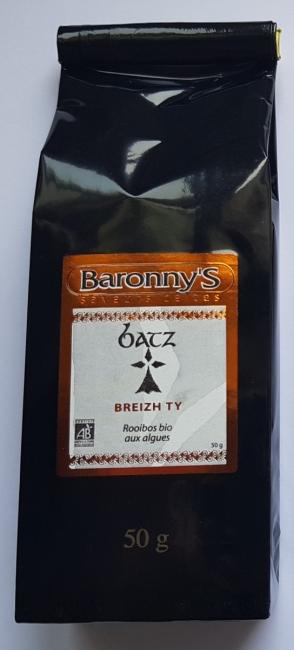 Baronny'S
batz
BREIZH TY
Rooibos bio
aux algues
AB
50 g
50 g